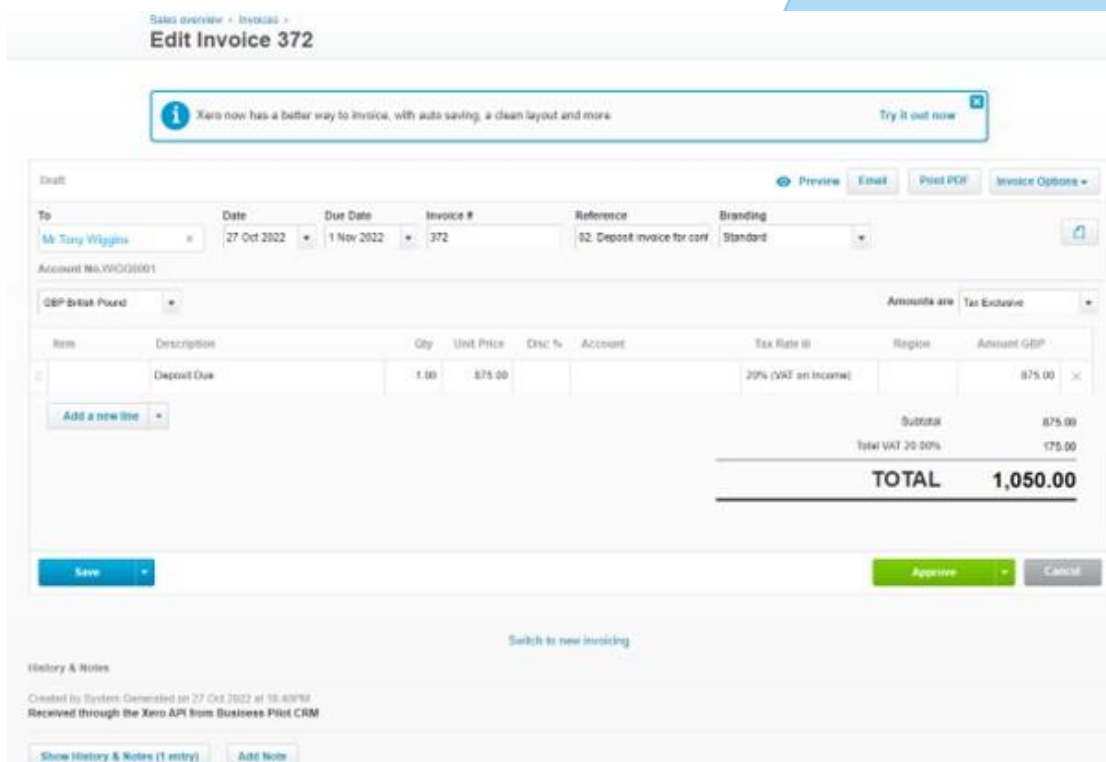 Sales overview › Invoices ›
Edit Invoice 372
Xero now has a better way to invoice, with auto saving, a clean layout and more
Try it out now
Draft
Preview Email Print PDF Invoice Options
To Date Due Date Invoice # Reference Branding
Mr Tony Wiggins 27 Oct 2022 1 Nov 2022 372 02. Deposit invoice for cont Standard
Account No.
GBP British Pound Amounts are Tax Exclusive
Item Description Qty Unit Price Disc % Account Tax Rate Region Amount GBP
Deposit Due 1.00 875.00 20% (VAT on Income) 875.00
Add a new line
Subtotal 875.00
Total VAT 20.00% 175.00
TOTAL 1,050.00
Save Approve Cancel
Switch to new invoicing
History & Notes
Created by System Generated on 27 Oct 2022 at
Received through the Xero API from Business Pilot CRM
Show History & Notes (1 entry) Add Note